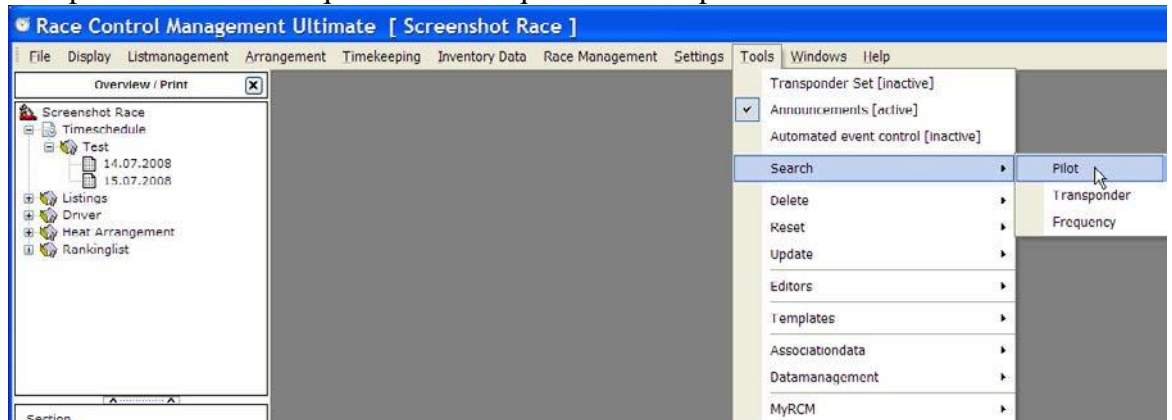 Race Control Management Ultimate [ Screenshot Race ]
File Display Listmanagement Arrangement Timekeeping Inventory Data Race Management Settings Tools Windows Help
Overview / Print
Screenshot Race
Timeschedule
Test
14.07.2008
15.07.2008
Listings
Driver
Heat Arrangement
Rankinglist
Section
Transponder Set [inactive]
Announcements [active]
Automated event control [inactive]
Search
Delete
Reset
Update
Editors
Templates
Associationdata
Datamanagement
MyRCM
Pilot
Transponder
Frequency